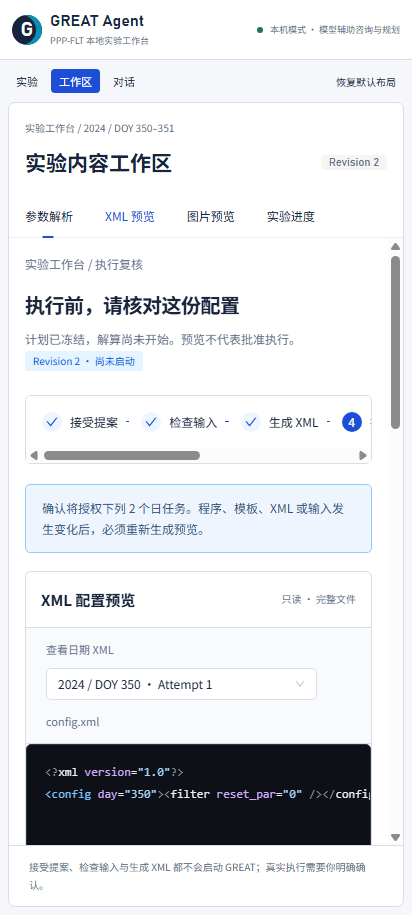 G
GREAT Agent
PPP-FLT 本地实验工作台
本机模式 · 模型辅助咨询与规划
实验
工作区
对话
恢复默认布局
实验工作台 / 2024 / DOY 350–351
实验内容工作区
Revision 2
参数解析
XML 预览
图片预览
实验进度
实验工作台 / 执行复核
执行前，请核对这份配置
计划已冻结，解算尚未开始。预览不代表批准执行。
Revision 2 · 尚未启动
接受提案 - 检查输入 - 生成 XML - 4
确认将授权下列 2 个日任务。程序、模板、XML 或输入发
生变化后，必须重新生成预览。
XML 配置预览
只读 · 完整文件
查看日期 XML
2024 / DOY 350 · Attempt 1
config.xml
<?xml version="1.0"?>
<config day="350"><filter reset_par="0" /></config
接受提案、检查输入与生成 XML 都不会启动 GREAT；真实执行需要你明确确
认。